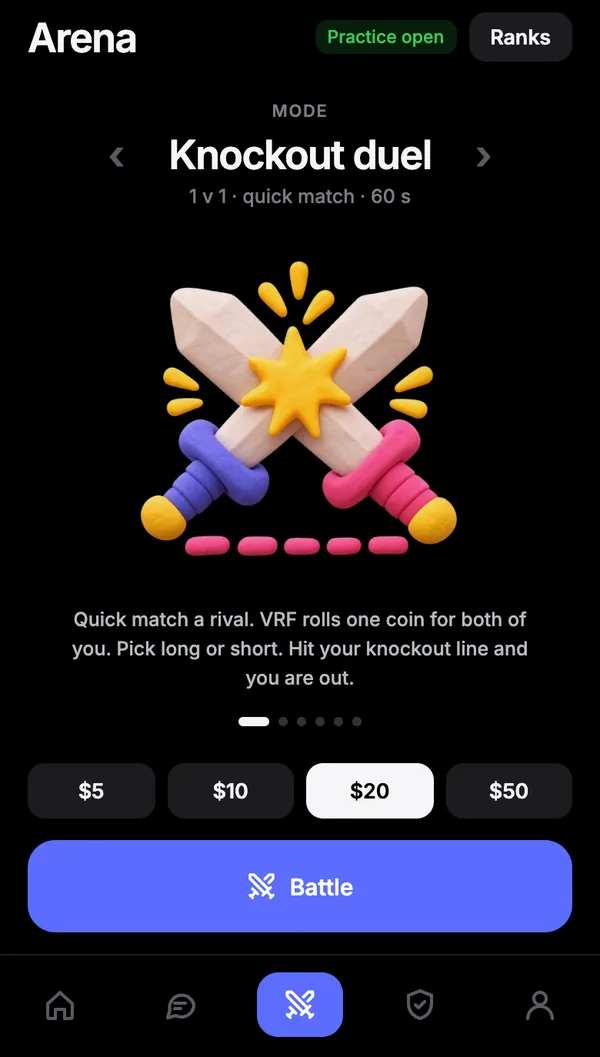 Arena
Practice open
Ranks
MODE
Knockout duel
1 v 1 · quick match · 60 s
Quick match a rival. VRF rolls one coin for both of
you. Pick long or short. Hit your knockout line and
you are out.
$5
$10
$20
$50
Battle